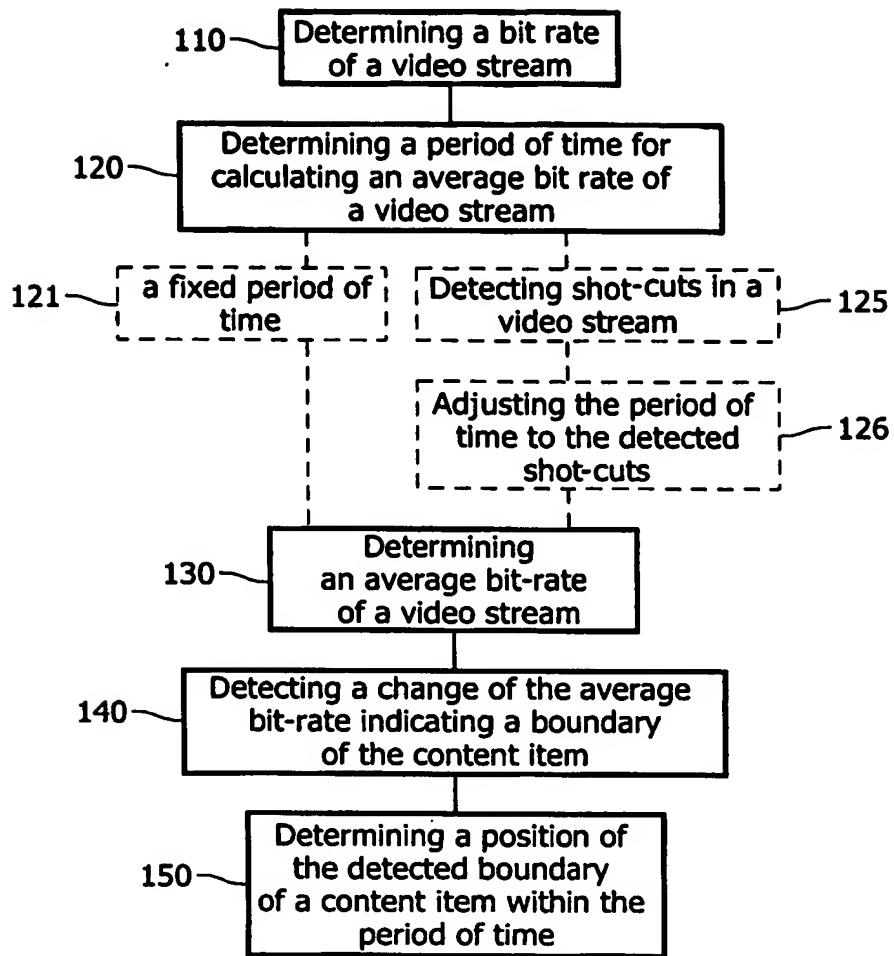 110
Determining a bit rate
of a video stream
120
Determining a period of time for
calculating an average bit rate of
a video stream
121
a fixed period of
time
Detecting shot-cuts in a
video stream
125
Adjusting the period of
time to the detected
shot-cuts
126
130
Determining
an average bit-rate
of a video stream
140
Detecting a change of the average
bit-rate indicating a boundary
of the content item
150
Determining a position of
the detected boundary
of a content item within the
period of time